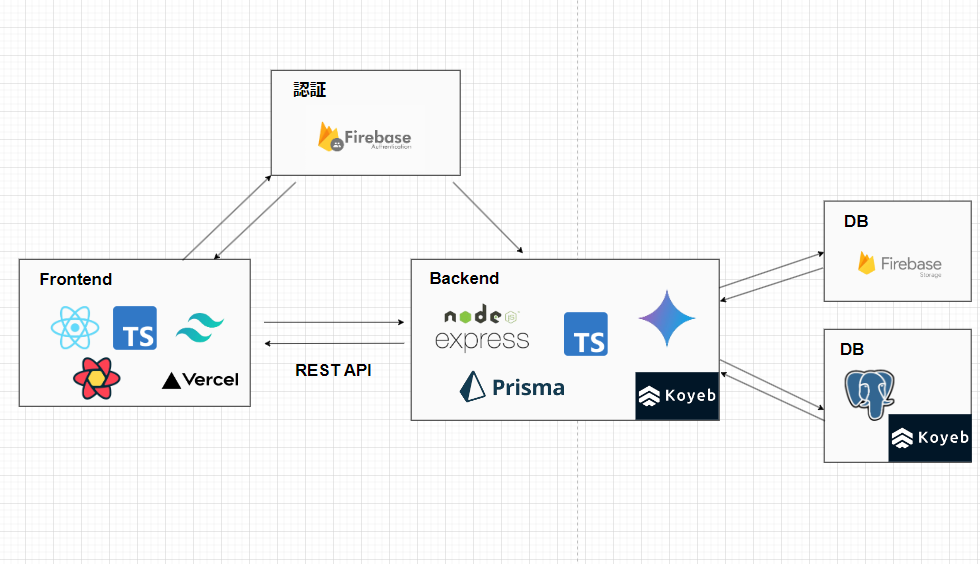 認証
Firebase
Authentication
Frontend
TS
Vercel
REST API
Backend
node
JS
express
TS
Prisma
Koyeb
DB
Firebase
Storage
DB
Koyeb